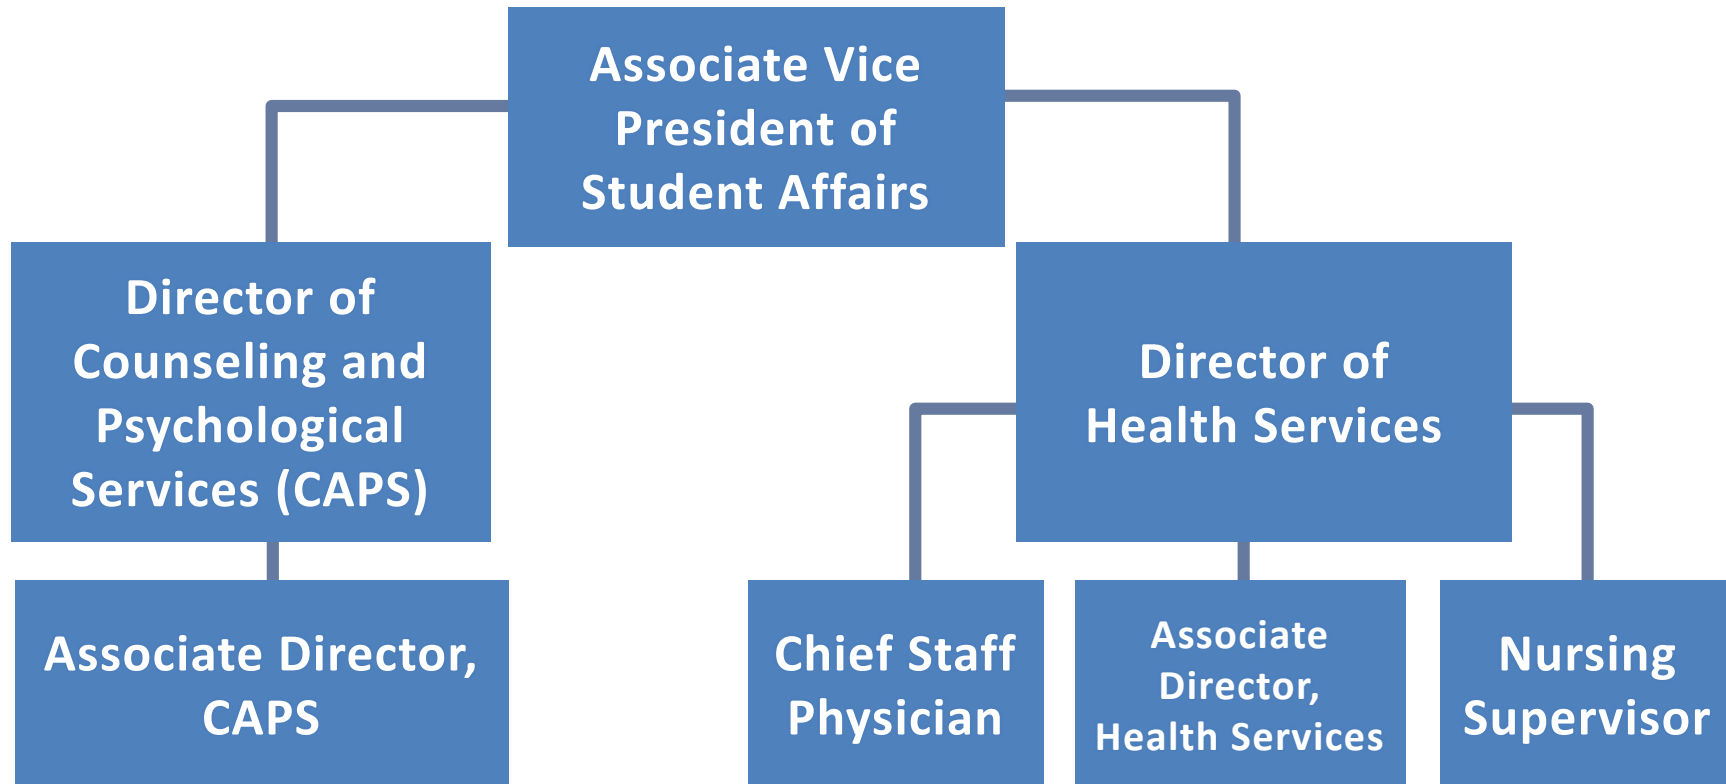 Associate Vice
President of
Student Affairs
Director of
Counseling and
Psychological
Services (CAPS)
Director of
Health Services
Associate Director,
CAPS
Chief Staff
Physician
Associate
Director,
Health Services
Nursing
Supervisor